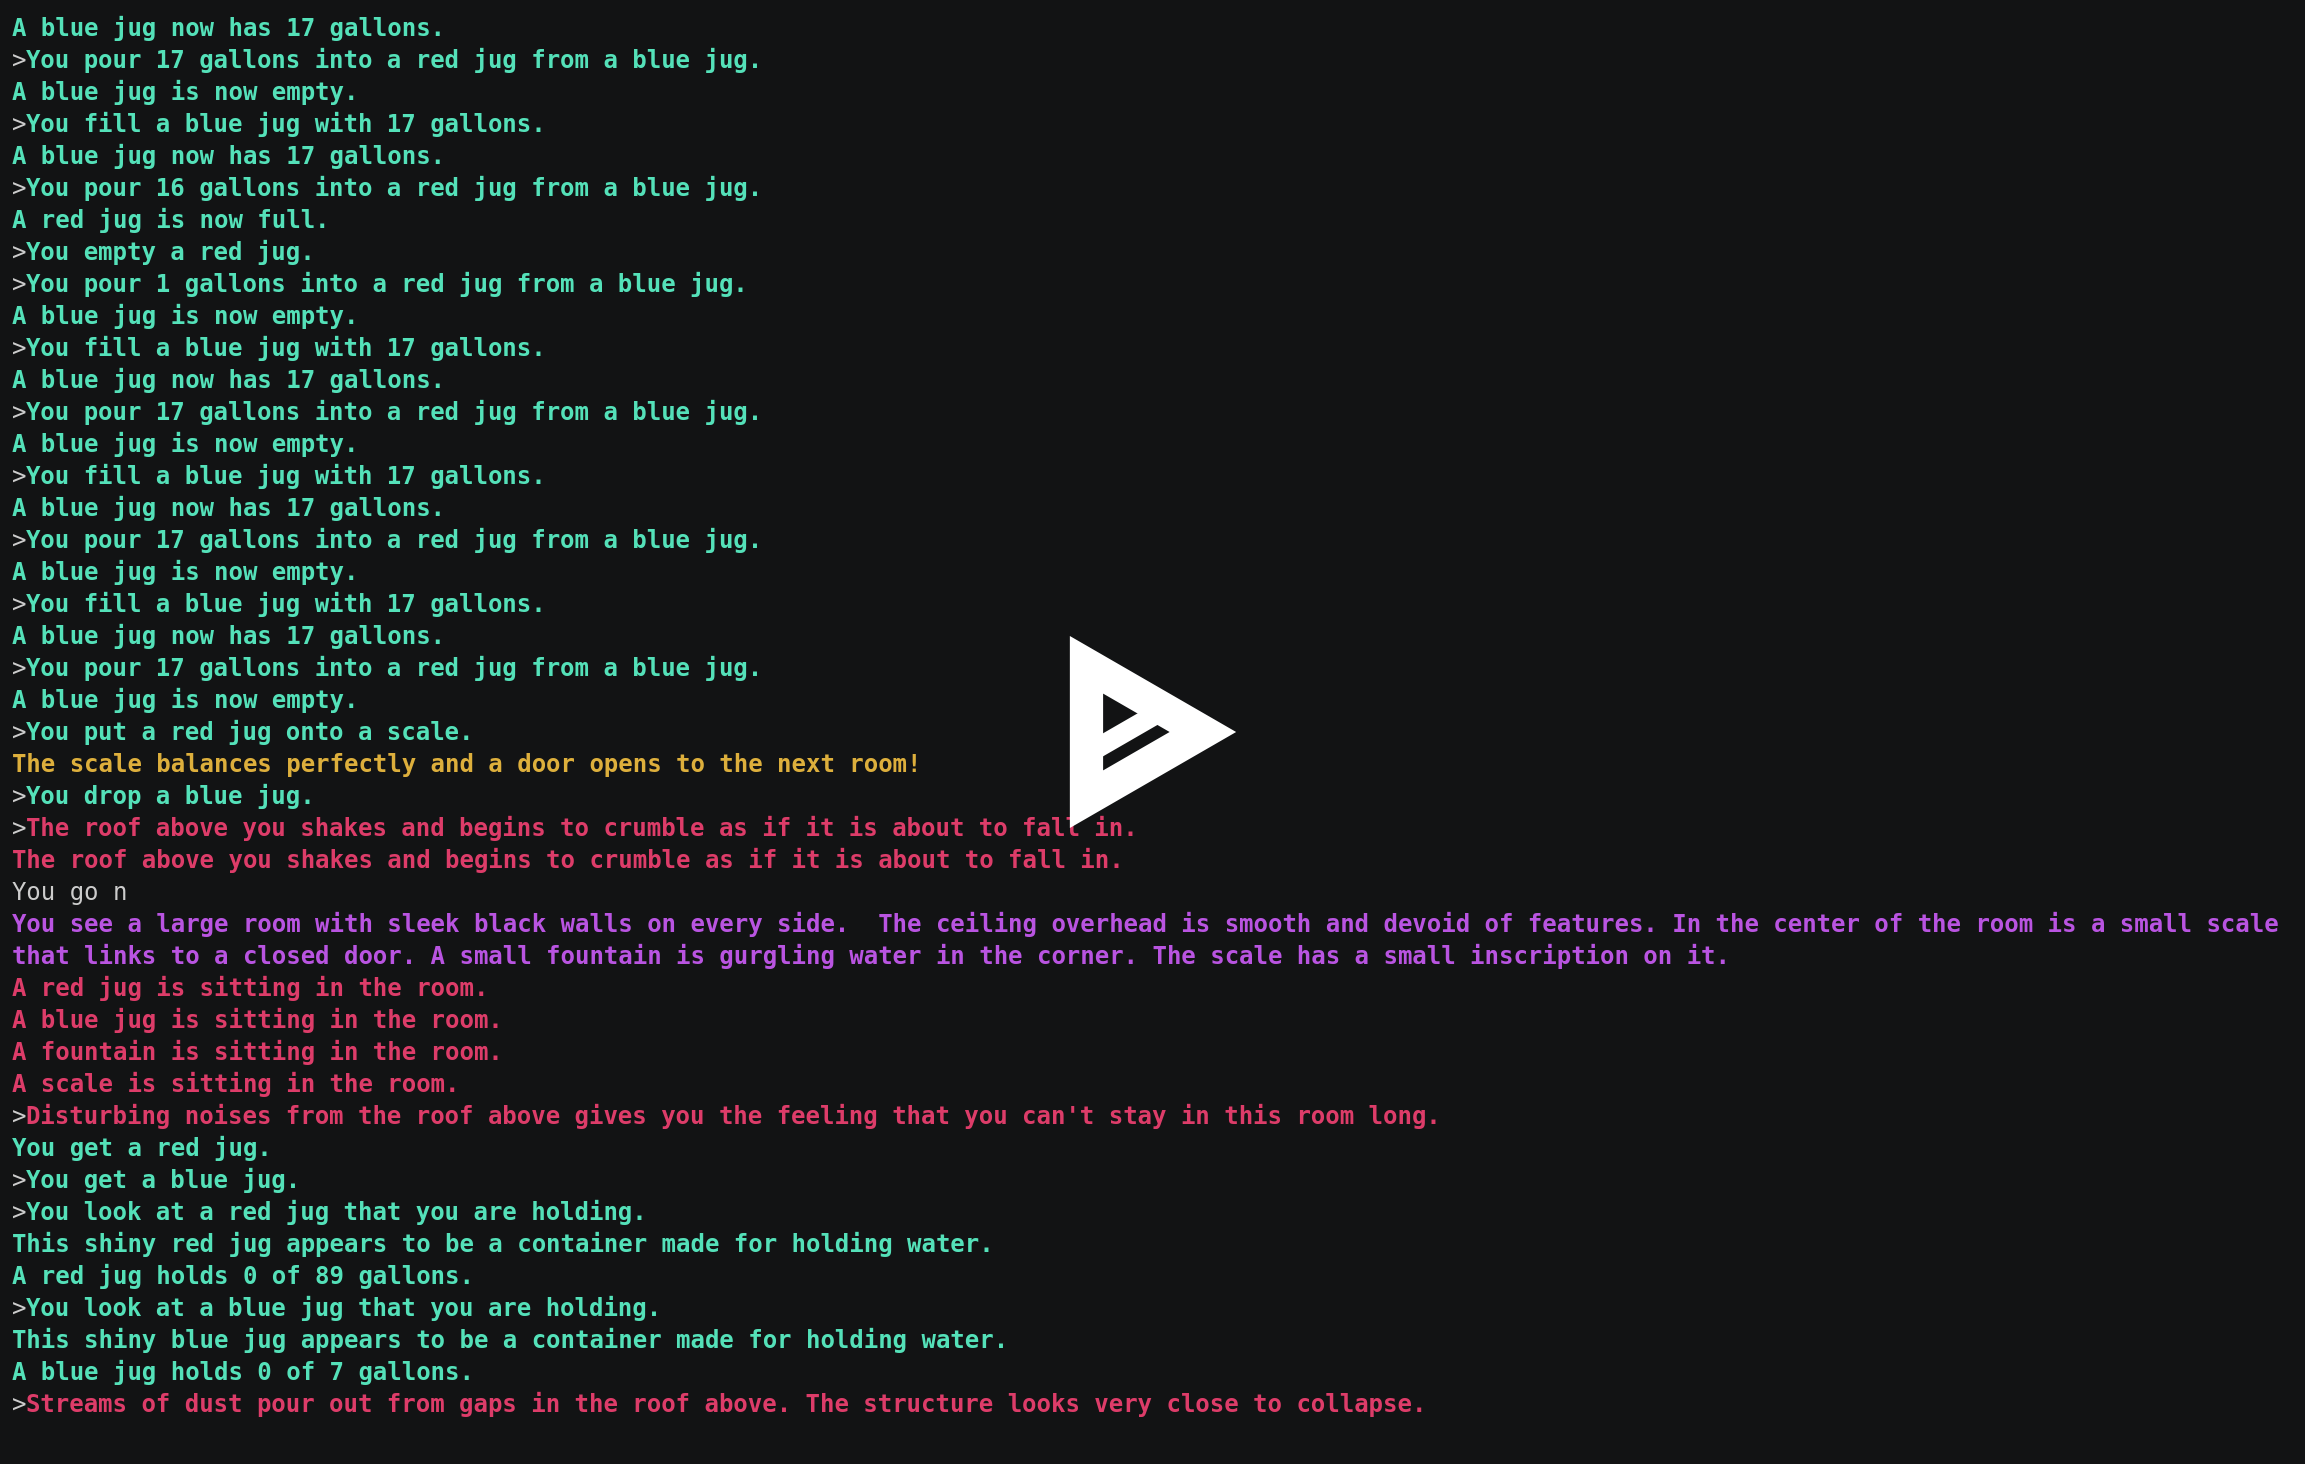 A blue jug now has 17 gallons.
>You pour 17 gallons into a red jug from a blue jug.
A blue jug is now empty.
>You fill a blue jug with 17 gallons.
A blue jug now has 17 gallons.
>You pour 16 gallons into a red jug from a blue jug.
A red jug is now full.
>You empty a red jug.
>You pour 1 gallons into a red jug from a blue jug.
A blue jug is now empty.
>You fill a blue jug with 17 gallons.
A blue jug now has 17 gallons.
>You pour 17 gallons into a red jug from a blue jug.
A blue jug is now empty.
>You fill a blue jug with 17 gallons.
A blue jug now has 17 gallons.
>You pour 17 gallons into a red jug from a blue jug.
A blue jug is now empty.
>You fill a blue jug with 17 gallons.
A blue jug now has 17 gallons.
>You pour 17 gallons into a red jug from a blue jug.
A blue jug is now empty.
>You put a red jug onto a scale.
The scale balances perfectly and a door opens to the next room!
>You drop a blue jug.
>The roof above you shakes and begins to crumble as if it is about to fall in.
The roof above you shakes and begins to crumble as if it is about to fall in.
You go n
You see a large room with sleek black walls on every side.  The ceiling overhead is smooth and devoid of features. In the center of the room is a small scale
that links to a closed door. A small fountain is gurgling water in the corner. The scale has a small inscription on it.
A red jug is sitting in the room.
A blue jug is sitting in the room.
A fountain is sitting in the room.
A scale is sitting in the room.
>Disturbing noises from the roof above gives you the feeling that you can't stay in this room long.
You get a red jug.
>You get a blue jug.
>You look at a red jug that you are holding.
This shiny red jug appears to be a container made for holding water.
A red jug holds 0 of 89 gallons.
>You look at a blue jug that you are holding.
This shiny blue jug appears to be a container made for holding water.
A blue jug holds 0 of 7 gallons.
>Streams of dust pour out from gaps in the roof above. The structure looks very close to collapse.